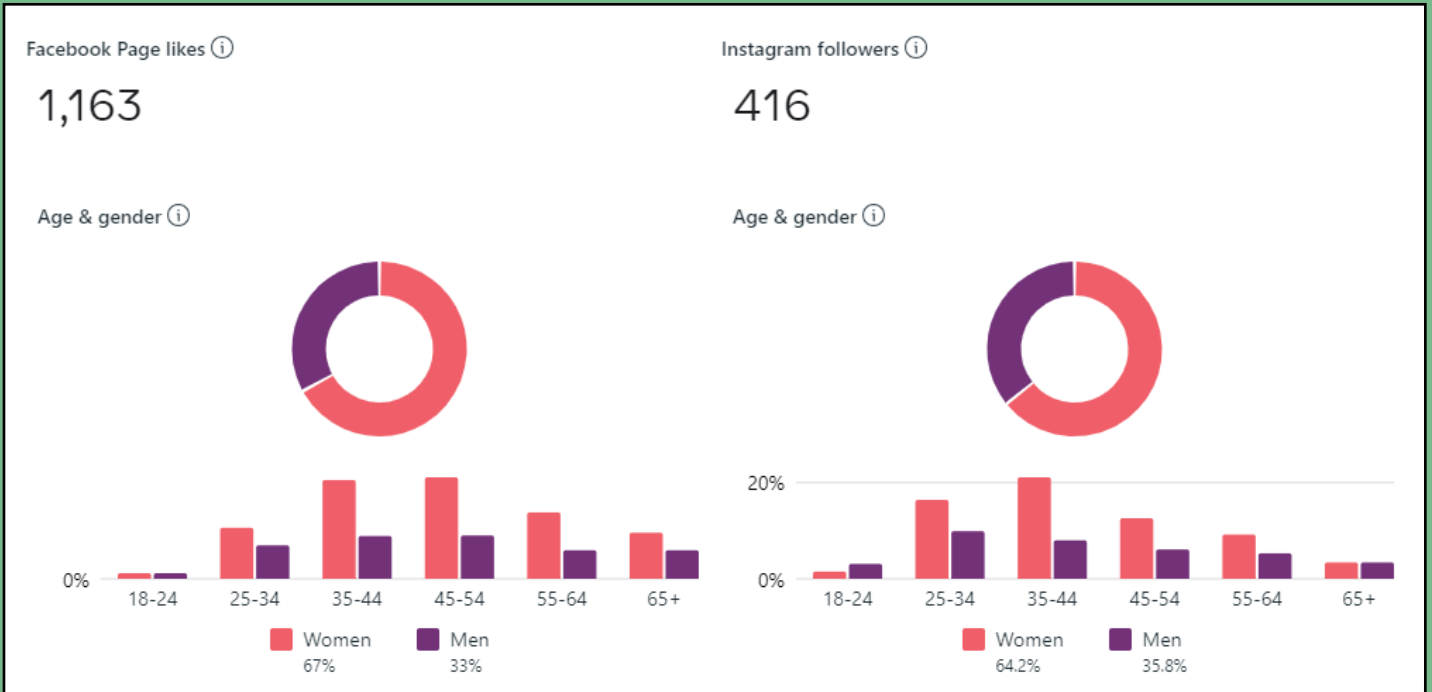 Facebook Page likes
1,163
Age & gender
0%
18-24 25-34 35-44 45-54 55-64 65+
Women Men
67% 33%
Instagram followers
416
Age & gender
20%
0%
18-24 25-34 35-44 45-54 55-64 65+
Women Men
64.2% 35.8%